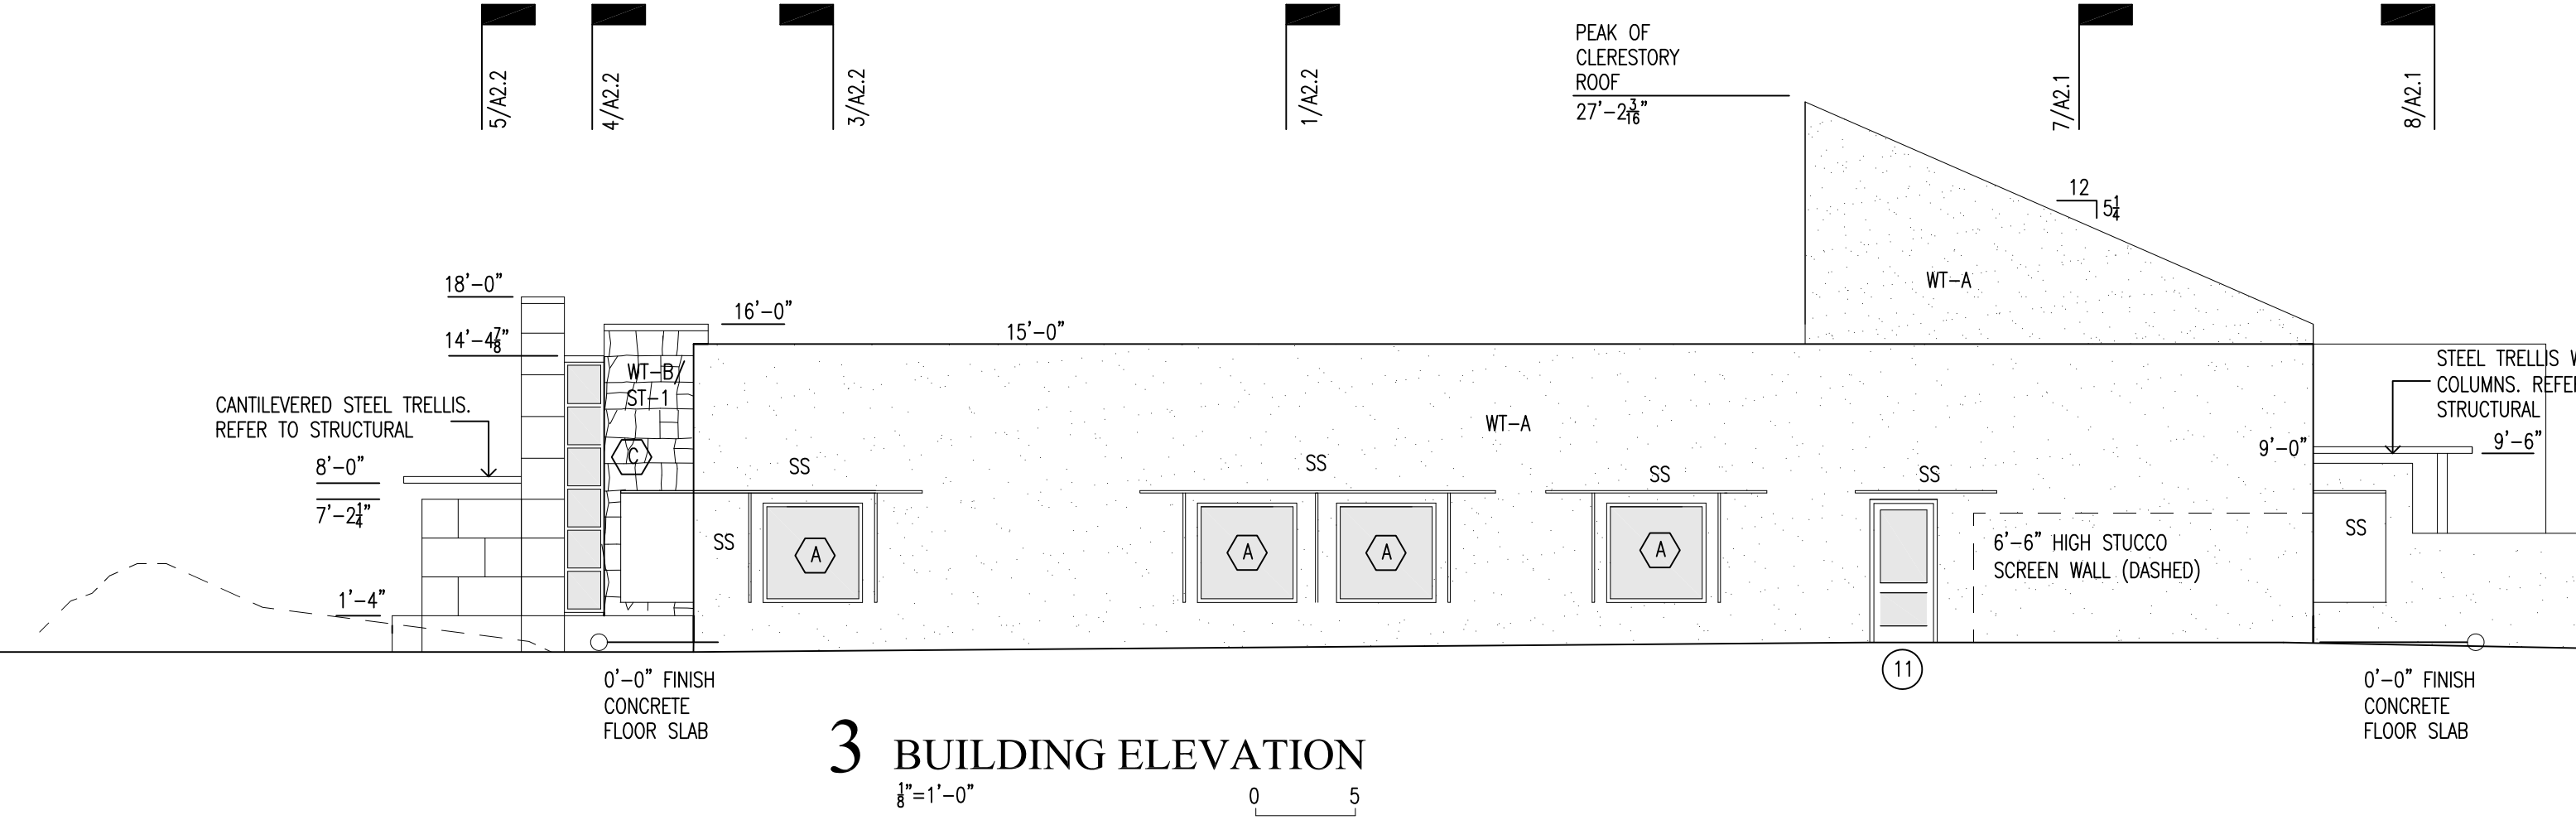 5/A2.2
4/A2.2
3/A2.2
1/A2.2
7/A2.1
8/A2.1
PEAK OF
CLERESTORY
ROOF
27'-2 3/16"
12
5 1/4
WT-A
18'-0"
16'-0"
15'-0"
14'-4 7/8"
WT-B/
ST-1
CANTILEVERED STEEL TRELLIS.
REFER TO STRUCTURAL
STEEL TRELLIS W
COLUMNS. REFE
STRUCTURAL
WT-A
C
8'-0"
7'-2 1/4"
9'-0"
9'-6"
SS
SS
SS
SS
SS
SS
A
A
A
A
6'-6" HIGH STUCCO
SCREEN WALL (DASHED)
1'-4"
11
0'-0" FINISH
CONCRETE
FLOOR SLAB
0'-0" FINISH
CONCRETE
FLOOR SLAB
3 BUILDING ELEVATION
1/8"=1'-0"
0 5